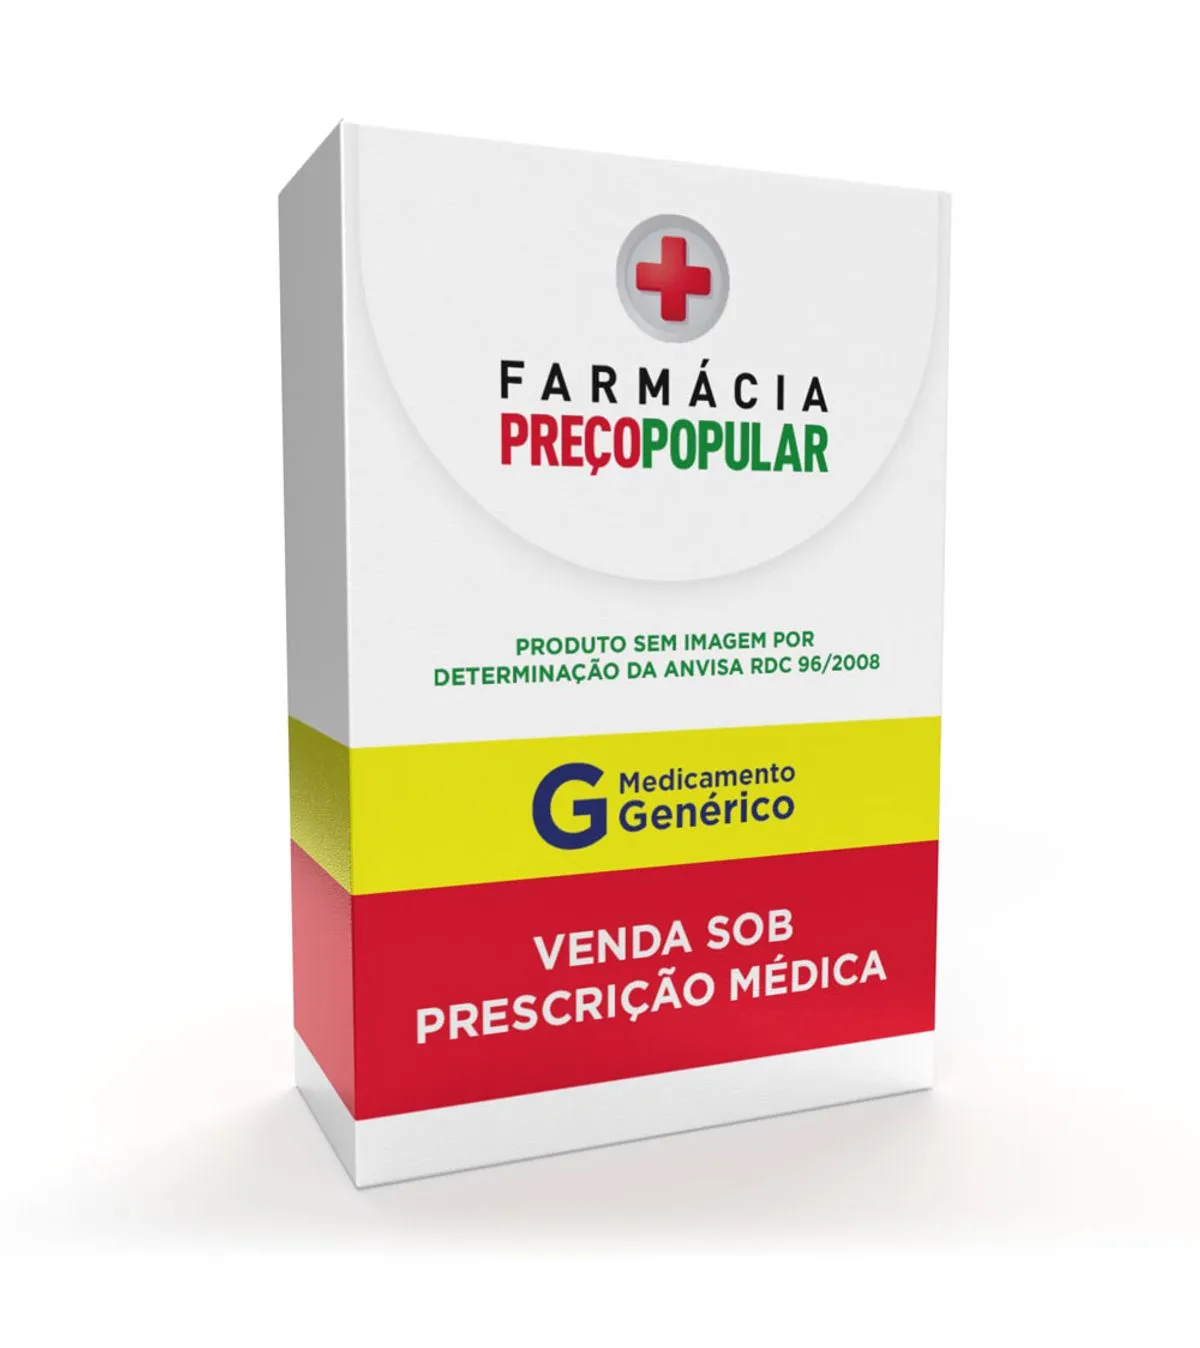 FARMÁCIA
PREÇOPOPULAR
PRODUTO SEM IMAGEM POR
DETERMINAÇÃO DA ANVISA RDC 96/2008
G Medicamento
Genérico
VENDA SOB
PRESCRIÇÃO MÉDICA